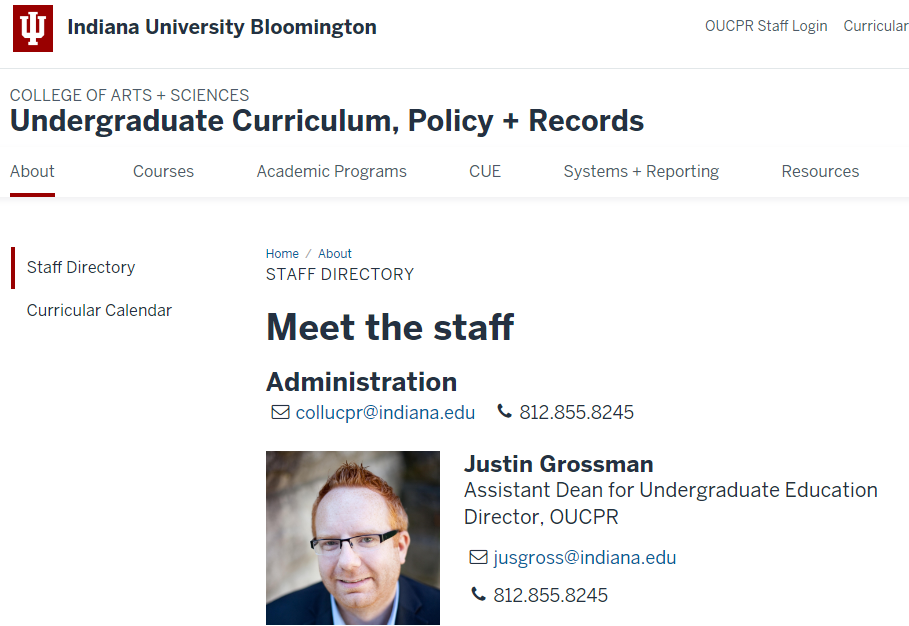 Indiana University Bloomington
OUCPR Staff Login Curricular
COLLEGE OF ARTS + SCIENCES
Undergraduate Curriculum, Policy + Records
About Courses Academic Programs CUE Systems + Reporting Resources
Staff Directory
Curricular Calendar
Home / About
STAFF DIRECTORY
Meet the staff
Administration
collucpr@indiana.edu 812.855.8245
Justin Grossman
Assistant Dean for Undergraduate Education
Director, OUCPR
jusgross@indiana.edu
812.855.8245